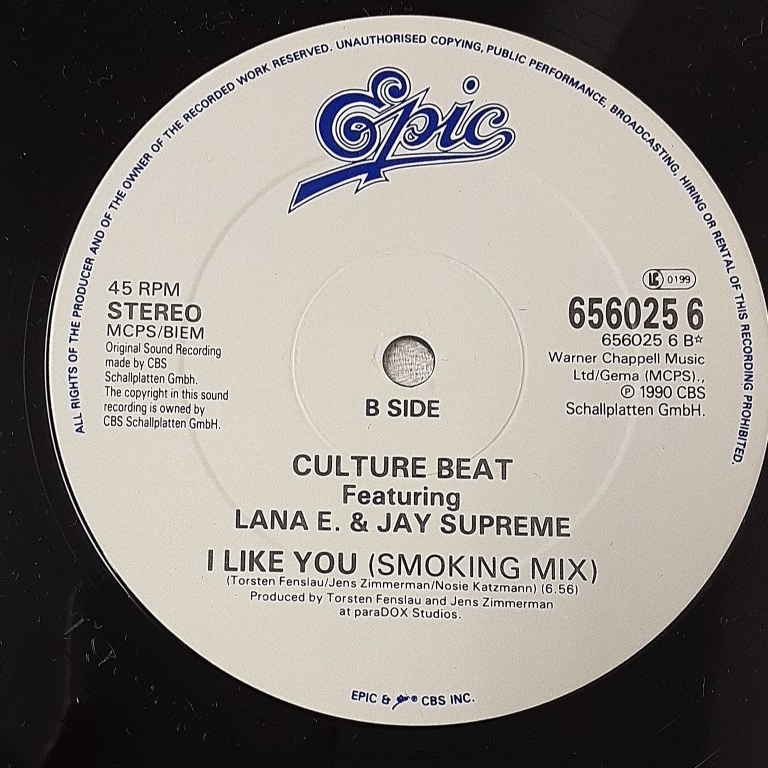 ALL RIGHTS OF THE PRODUCER AND OF THE OWNER OF THE RECORDED WORK RESERVED. UNAUTHORISED COPYING, PUBLIC PERFORMANCE, BROADCASTING, HIRING OR RENTAL OF THIS RECORDING PROHIBITED.
Epic
45 RPM
STEREO
MCPS/BIEM
Original Sound Recording
made by CBS
Schallplatten Gmbh.
The copyright in this sound
recording is owned by
CBS Schallplatten GmbH.
LC 0199
656025 6
656025 6 B☆
Warner Chappell Music
Ltd/Gema (MCPS).,
℗ 1990 CBS
Schallplatten GmbH.
B SIDE
CULTURE BEAT
Featuring
LANA E. & JAY SUPREME
I LIKE YOU (SMOKING MIX)
(Torsten Fenslau/Jens Zimmerman/Nosie Katzmann) (6.56)
Produced by Torsten Fenslau and Jens Zimmerman
at paraDOX Studios.
EPIC & Epic® CBS INC.